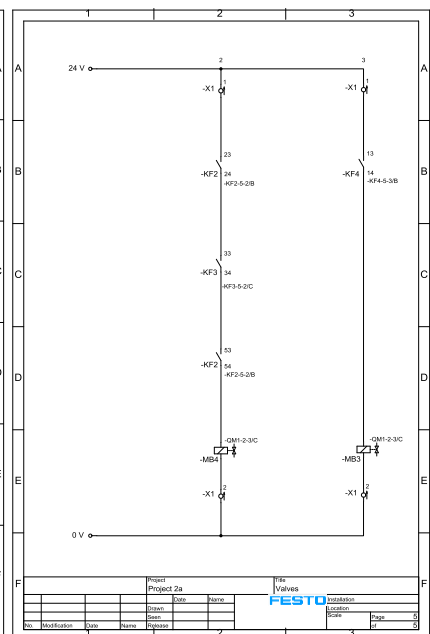 1 2 3
2 3
24 V
A A
1 1
-X1 -X1
23 13
B B
-KF2 24 -KF4 14
-KF2-5-2/B -KF4-5-3/B
33
C C
-KF3 34
-KF3-5-2/C
53
-KF2 54
-KF2-5-2/B
D D
-QM1-2-3/C -QM1-2-3/C
-MB4 -MB3
E E
2 2
-X1 -X1
0 V
F F
Project Title
Project 2a Valves
Date Name FESTO Installation
Drawn Location
Seen Scale Page 5
No. Modification Date Name Release of 5
1 2 3